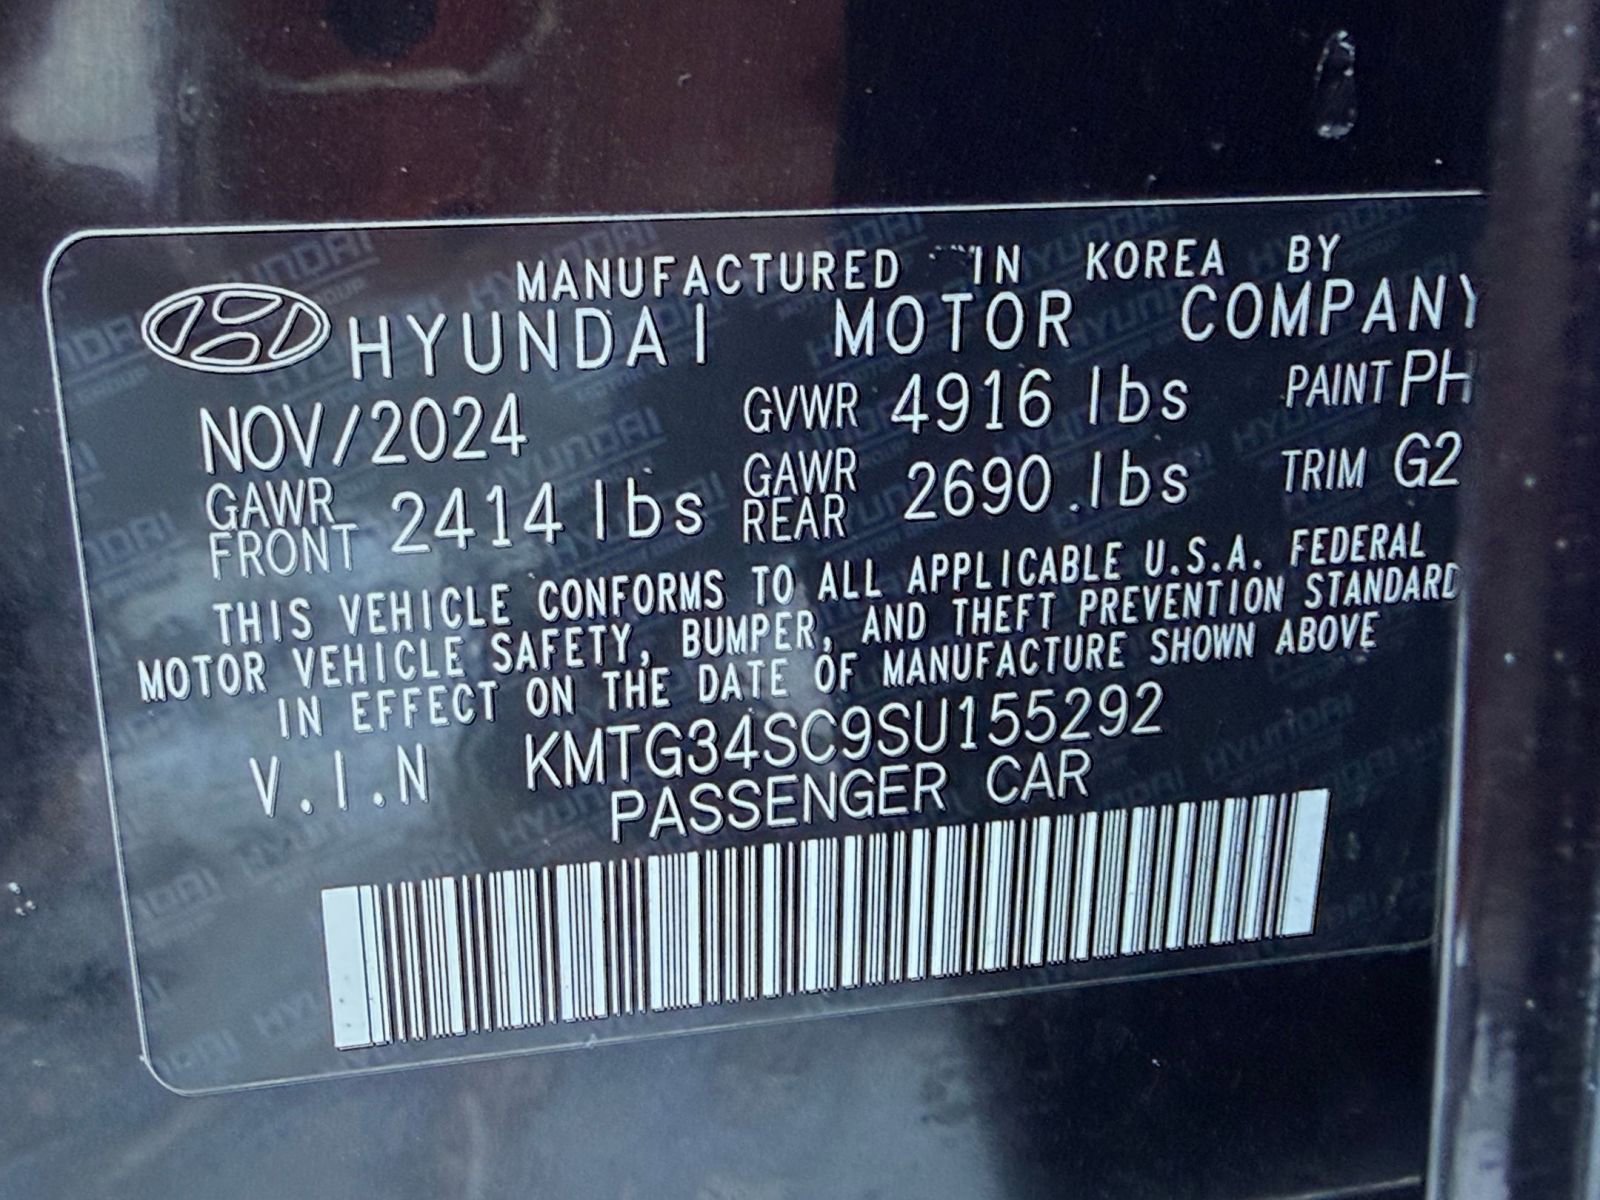 MANUFACTURED IN KOREA BY
HYUNDAI MOTOR COMPANY
NOV/2024 GVWR 4916 lbs PAINT PH
GAWR FRONT 2414 lbs GAWR REAR 2690 .lbs TRIM G2
THIS VEHICLE CONFORMS TO ALL APPLICABLE U.S.A. FEDERAL
MOTOR VEHICLE SAFETY, BUMPER, AND THEFT PREVENTION STANDARD
IN EFFECT ON THE DATE OF MANUFACTURE SHOWN ABOVE
V.I.N KMTG34SC9SU155292
PASSENGER CAR